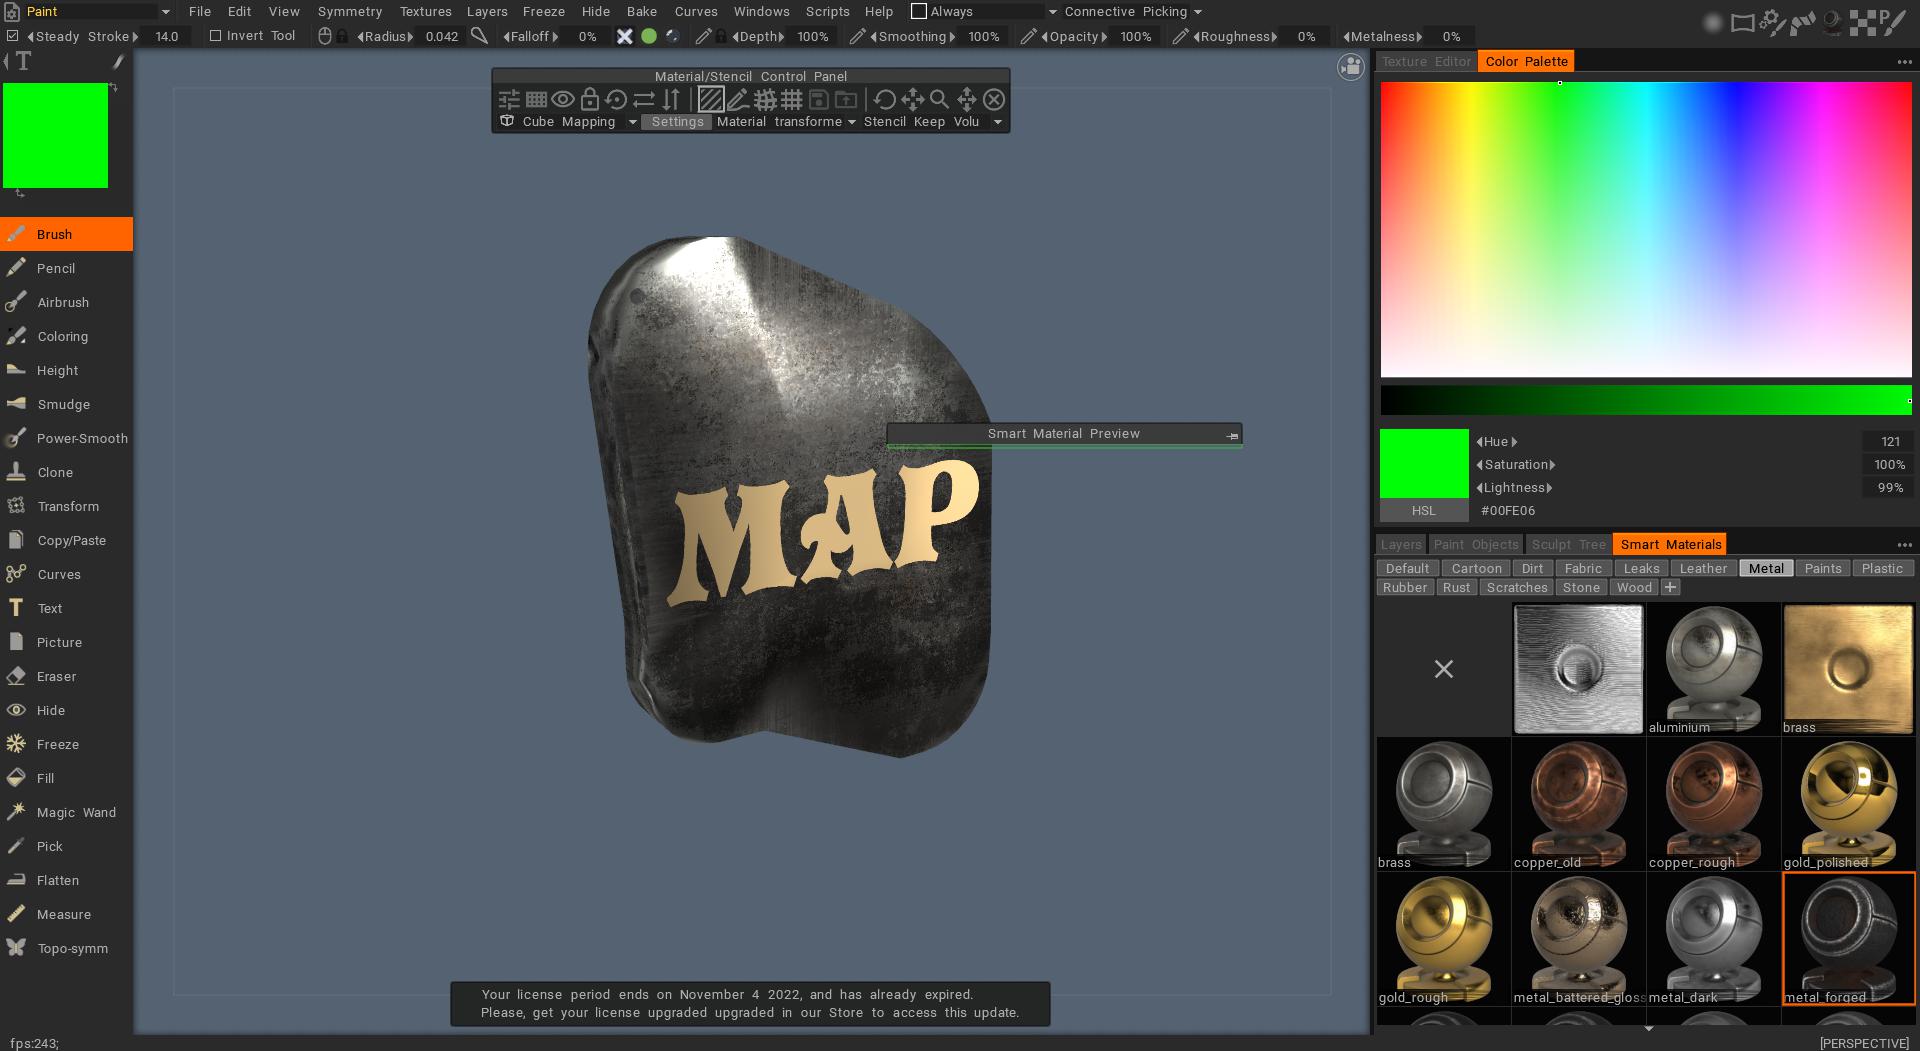 Paint File Edit View Symmetry Textures Layers Freeze Hide Bake Curves Windows Scripts Help Always Connective Picking
Steady Stroke 14.0 Invert Tool Radius 0.042 Falloff 0% Depth 100% Smoothing 100% Opacity 100% Roughness 0% Metalness 0%
Material/Stencil Control Panel
Cube Mapping Settings Material transforme Stencil Keep Volu
Brush
Pencil
Airbrush
Coloring
Height
Smudge
Power-Smooth
Clone
Transform
Copy/Paste
Curves
Text
Picture
Eraser
Hide
Freeze
Fill
Magic Wand
Pick
Flatten
Measure
Topo-symm
Smart Material Preview
MAP
Your license period ends on November 4 2022, and has already expired.
Please, get your license upgraded upgraded in our Store to access this update.
Texture Editor Color Palette
Hue 121
Saturation 100%
Lightness 99%
HSL #00FE06
Layers Paint Objects Sculpt Tree Smart Materials
Default Cartoon Dirt Fabric Leaks Leather Metal Paints Plastic
Rubber Rust Scratches Stone Wood +
aluminium brass
brass copper_old copper_rough gold_polished
gold_rough metal_battered_glos metal_dark metal_forged
fps:243; [PERSPECTIVE]